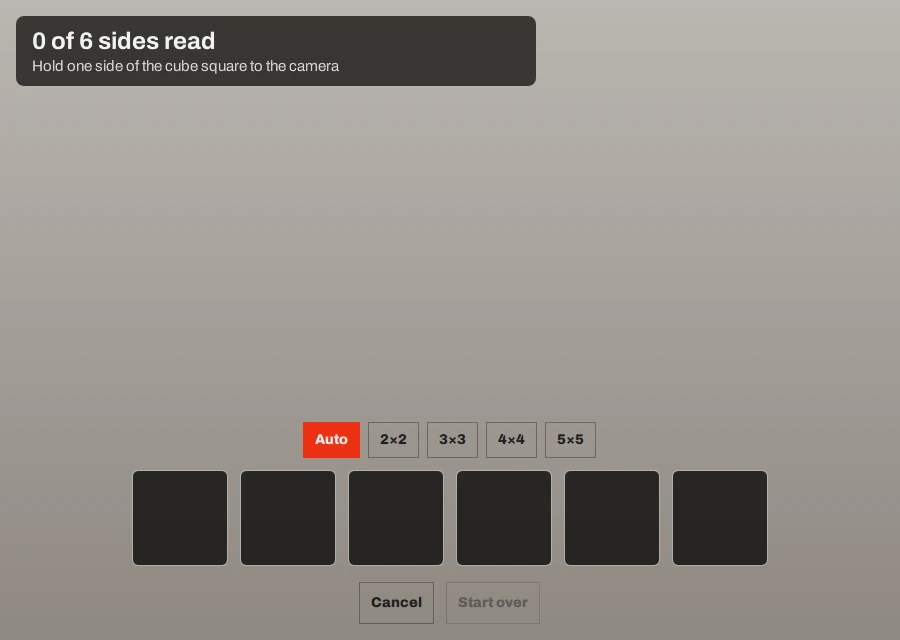 0 of 6 sides read
Hold one side of the cube square to the camera
Auto 2×2 3×3 4×4 5×5
Cancel Start over